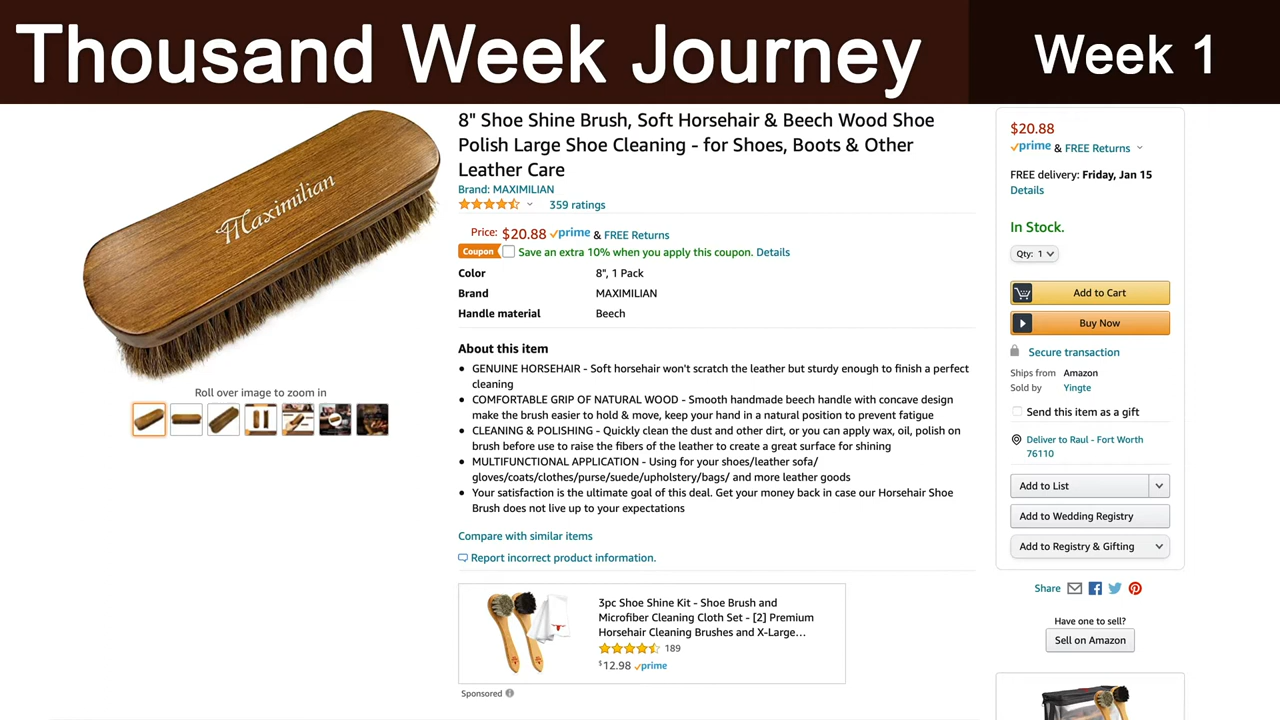 Thousand Week Journey
Week 1
Maximilian
Roll over image to zoom in
8" Shoe Shine Brush, Soft Horsehair & Beech Wood Shoe
Polish Large Shoe Cleaning - for Shoes, Boots & Other
Leather Care
Brand: MAXIMILIAN
359 ratings
Price: $20.88 prime & FREE Returns
Coupon Save an extra 10% when you apply this coupon. Details
Color 8", 1 Pack
Brand MAXIMILIAN
Handle material Beech
About this item
GENUINE HORSEHAIR - Soft horsehair won't scratch the leather but sturdy enough to finish a perfect
cleaning
COMFORTABLE GRIP OF NATURAL WOOD - Smooth handmade beech handle with concave design
make the brush easier to hold & move, keep your hand in a natural position to prevent fatigue
CLEANING & POLISHING - Quickly clean the dust and other dirt, or you can apply wax, oil, polish on
brush before use to raise the fibers of the leather to create a great surface for shining
MULTIFUNCTIONAL APPLICATION - Using for your shoes/leather sofa/
gloves/coats/clothes/purse/suede/upholstery/bags/ and more leather goods
Your satisfaction is the ultimate goal of this deal. Get your money back in case our Horsehair Shoe
Brush does not live up to your expectations
Compare with similar items
Report incorrect product information.
3pc Shoe Shine Kit - Shoe Brush and
Microfiber Cleaning Cloth Set - [2] Premium
Horsehair Cleaning Brushes and X-Large...
189
$12.98 prime
Sponsored
$20.88
prime & FREE Returns
FREE delivery: Friday, Jan 15
Details
In Stock.
Qty: 1
Add to Cart
Buy Now
Secure transaction
Ships from Amazon
Sold by Yingte
Send this item as a gift
Deliver to Raul - Fort Worth
76110
Add to List
Add to Wedding Registry
Add to Registry & Gifting
Share
Have one to sell?
Sell on Amazon